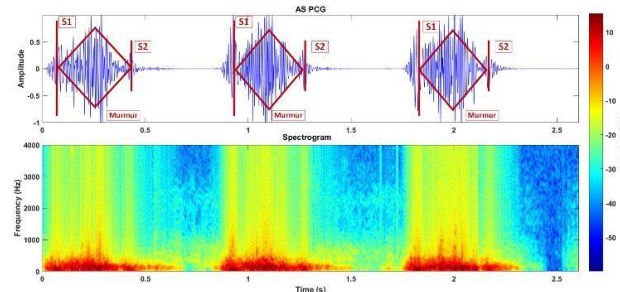 AS PCG
S1
S2
S1
S2
S1
S2
Amplitude
0.5
0
-0.5
-1
Murmur
Murmur
Murmur
0
0.5
1
1.5
2
2.5
Spectrogram
Frequency (Hz)
4000
3000
2000
1000
0
0
0.5
1
1.5
2
2.5
Time (s)
10
0
-10
-20
-30
-40
-50